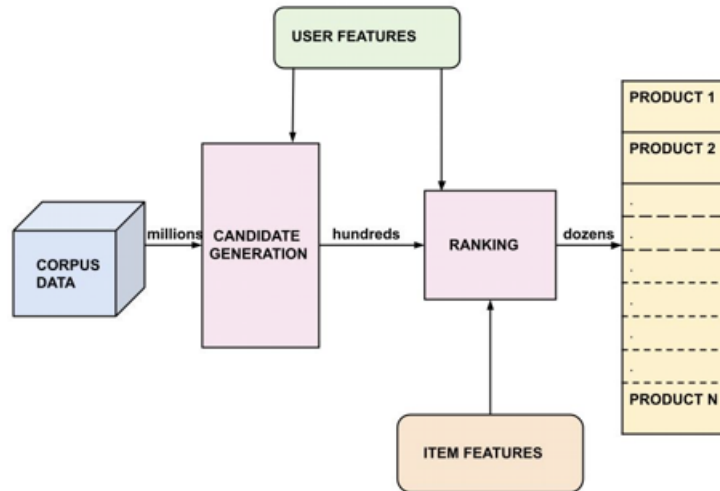 USER FEATURES
PRODUCT 1
PRODUCT 2
.
.
.
.
.
.
PRODUCT N
millions
CANDIDATE
GENERATION
hundreds
RANKING
dozens
CORPUS
DATA
ITEM FEATURES